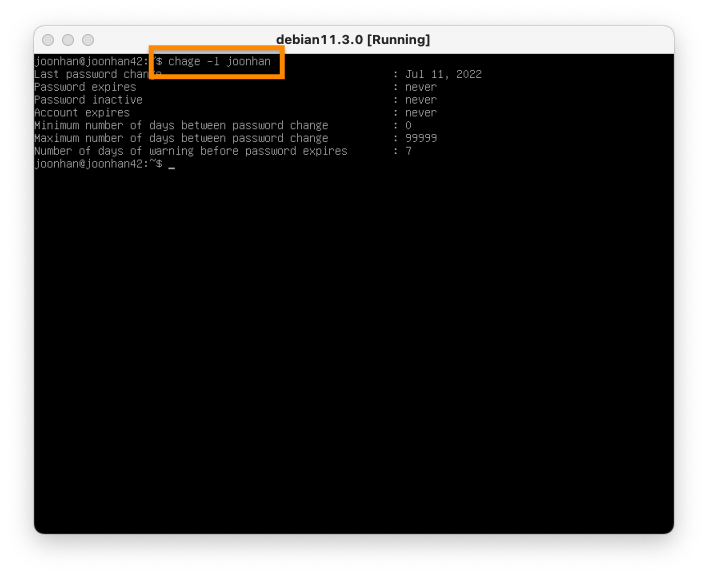 debian11.3.0 [Running]
joonhan@joonhan42:~$ chage -l joonhan
Last password change : Jul 11, 2022
Password expires : never
Password inactive : never
Account expires : never
Minimum number of days between password change : 0
Maximum number of days between password change : 99999
Number of days of warning before password expires : 7
joonhan@joonhan42:~$ _